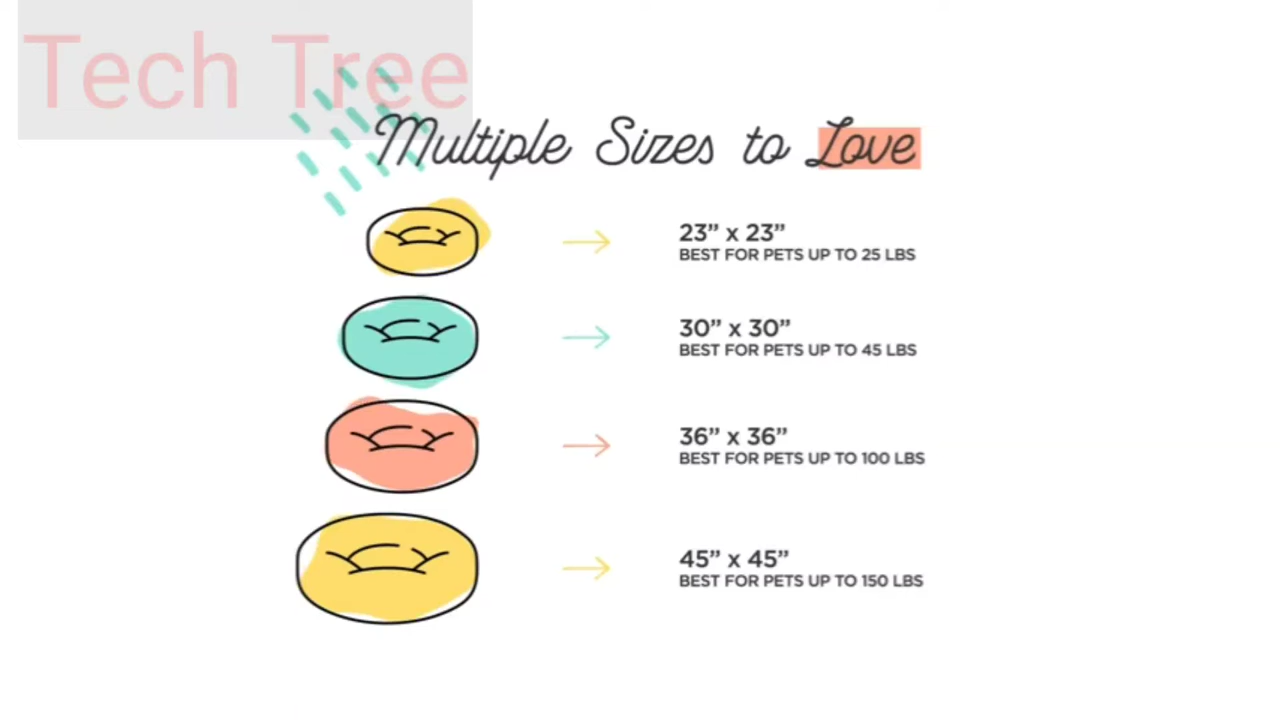 Tech Tree
Multiple Sizes to Love
23” x 23”
BEST FOR PETS UP TO 25 LBS
30” x 30”
BEST FOR PETS UP TO 45 LBS
36” x 36”
BEST FOR PETS UP TO 100 LBS
45” x 45”
BEST FOR PETS UP TO 150 LBS